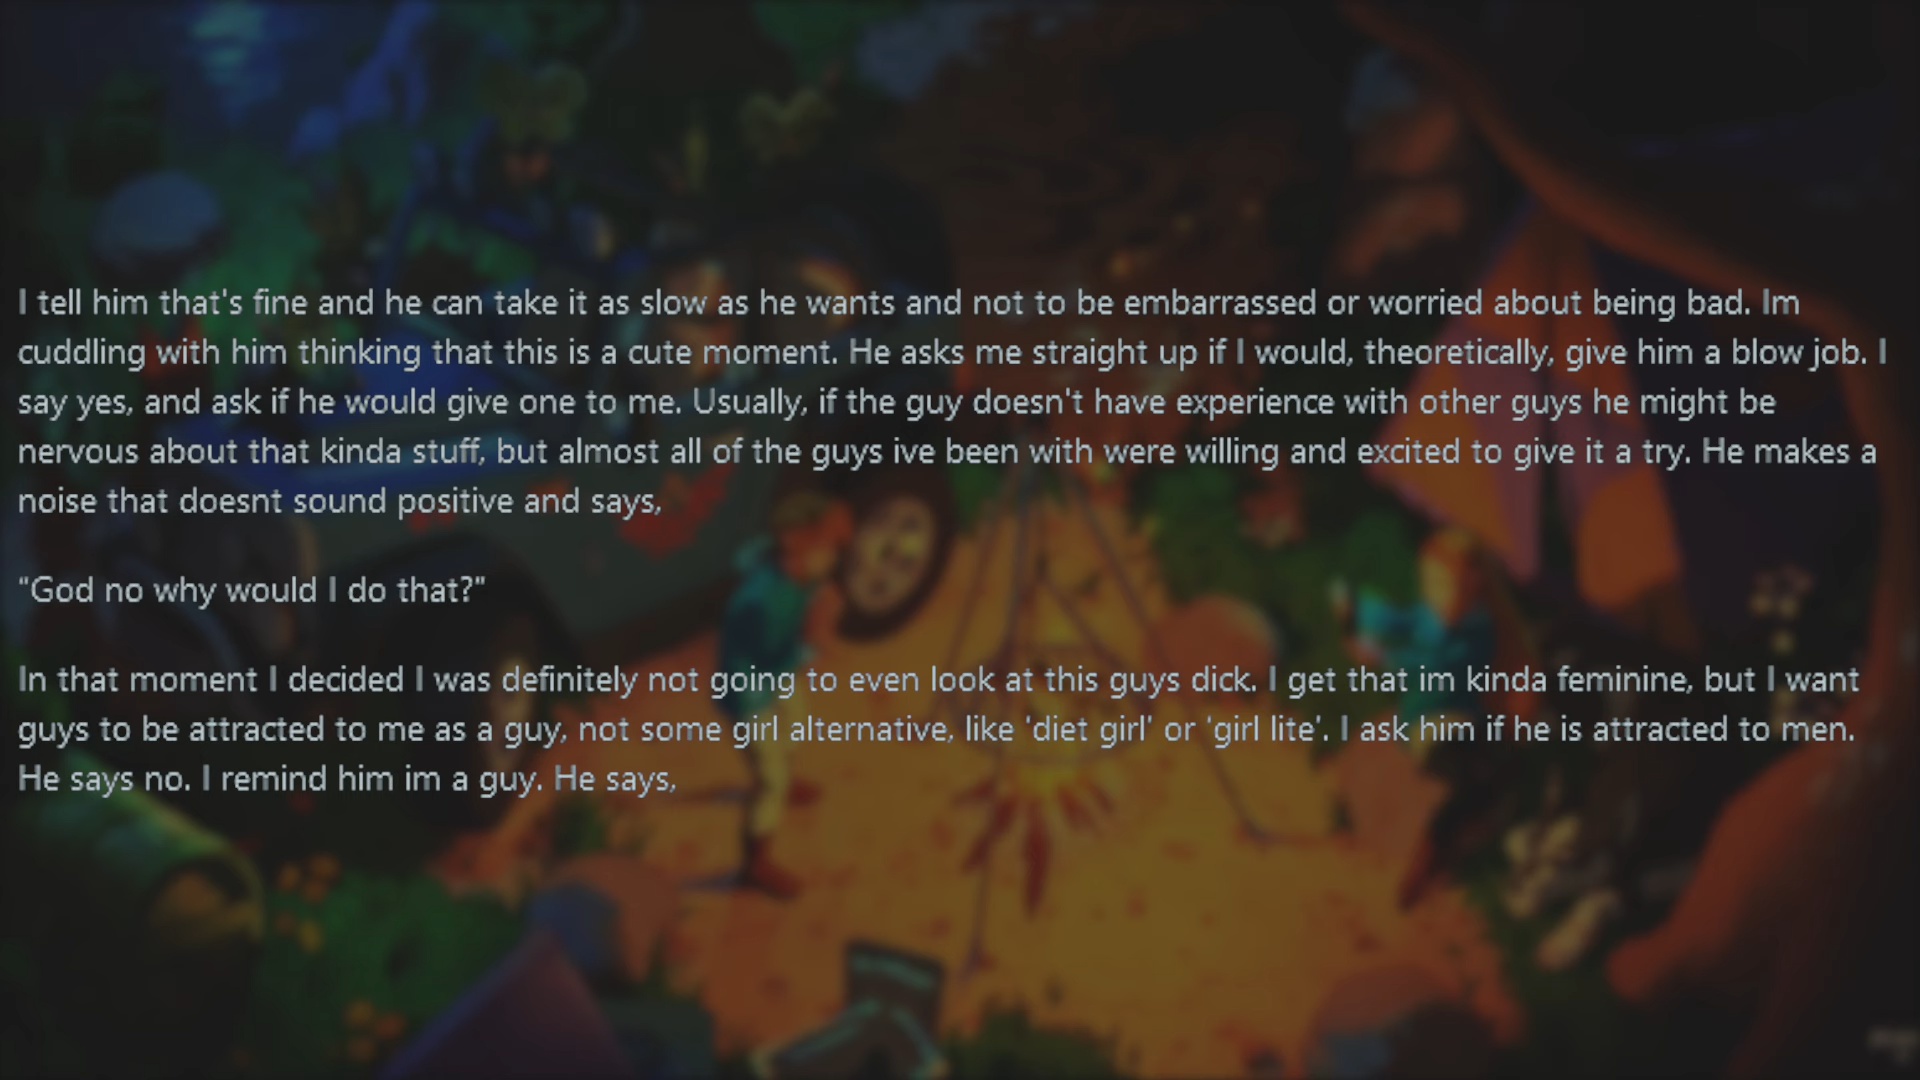 I tell him that's fine and he can take it as slow as he wants and not to be embarrassed or worried about being bad. Im
cuddling with him thinking that this is a cute moment. He asks me straight up if I would, theoretically, give him a blow job. I
say yes, and ask if he would give one to me. Usually, if the guy doesn't have experience with other guys he might be
nervous about that kinda stuff, but almost all of the guys ive been with were willing and excited to give it a try. He makes a
noise that doesnt sound positive and says,
“God no why would I do that?"
In that moment I decided I was definitely not going to even look at this guys dick. I get that im kinda feminine, but I want
guys to be attracted to me as a guy, not some girl alternative, like ‘diet girl’ or ‘girl lite’. I ask him if he is attracted to men.
He says no. I remind him im a guy. He says,